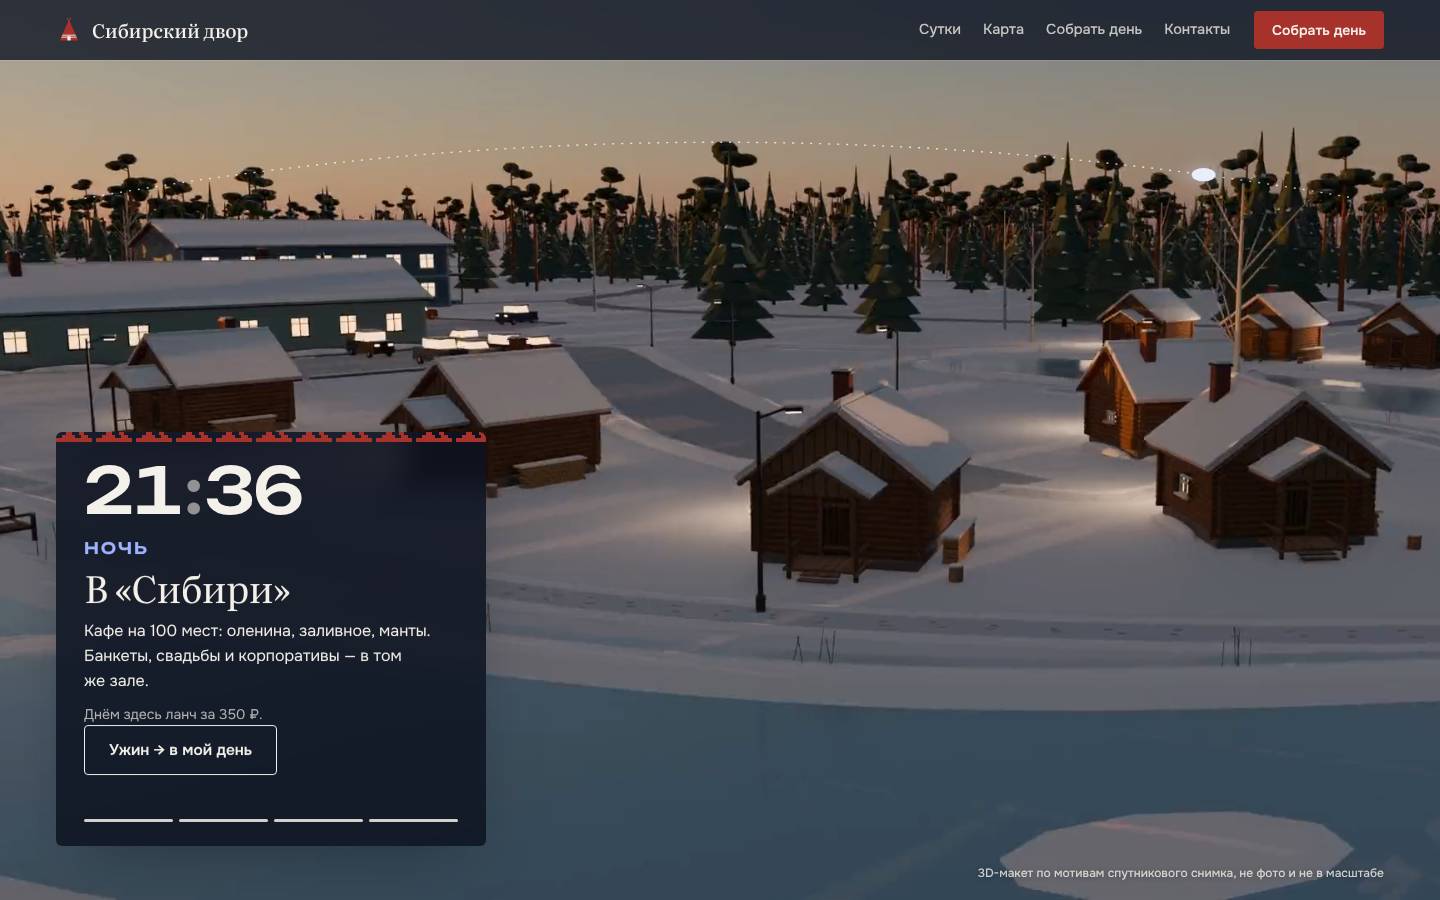 Сибирский двор
Сутки
Карта
Собрать день
Контакты
Собрать день
21:36
НОЧЬ
В «Сибири»
Кафе на 100 мест: оленина, заливное, манты.
Банкеты, свадьбы и корпоративы — в том
же зале.
Днём здесь ланч за 350 ₽.
Ужин → в мой день
3D-макет по мотивам спутникового снимка, не фото и не в масштабе